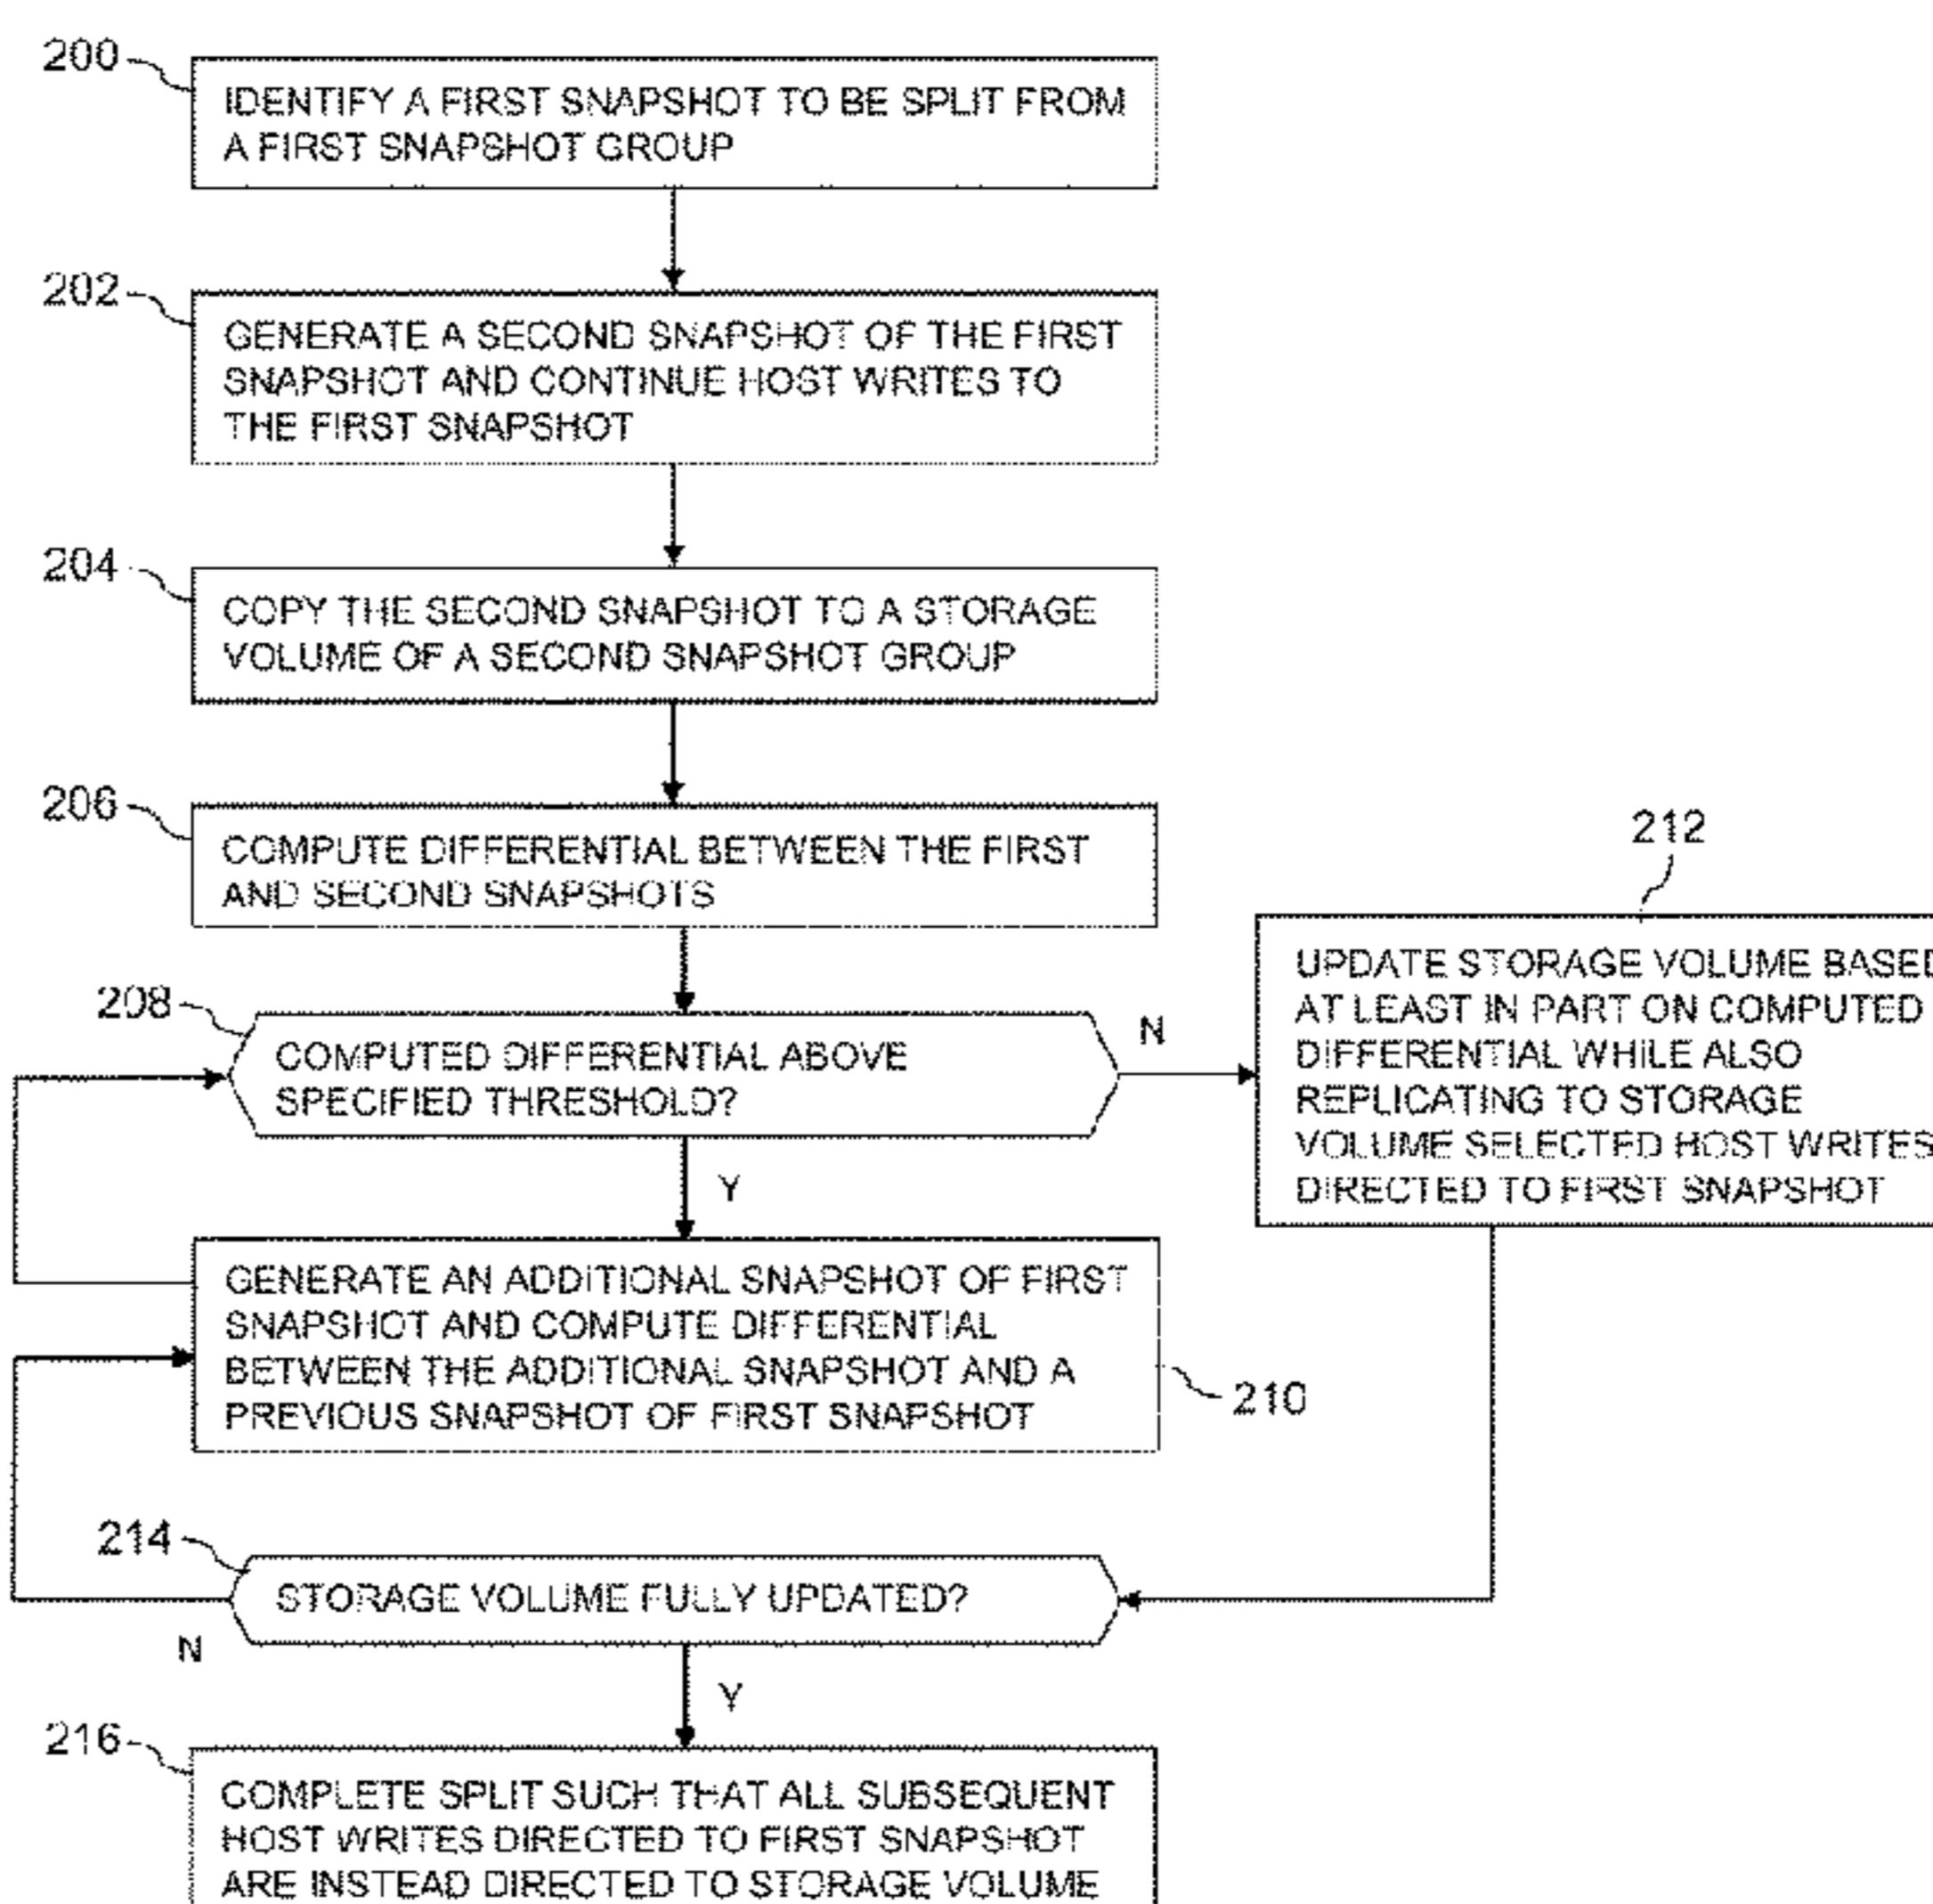 200
IDENTIFY A FIRST SNAPSHOT TO BE SPLIT FROM
A FIRST SNAPSHOT GROUP
202
GENERATE A SECOND SNAPSHOT OF THE FIRST
SNAPSHOT AND CONTINUE HOST WRITES TO
THE FIRST SNAPSHOT
204
COPY THE SECOND SNAPSHOT TO A STORAGE
VOLUME OF A SECOND SNAPSHOT GROUP
206
COMPUTE DIFFERENTIAL BETWEEN THE FIRST
AND SECOND SNAPSHOTS
208
COMPUTED DIFFERENTIAL ABOVE
SPECIFIED THRESHOLD?
N
Y
212
UPDATE STORAGE VOLUME BASED
AT LEAST IN PART ON COMPUTED
DIFFERENTIAL WHILE ALSO
REPLICATING TO STORAGE
VOLUME SELECTED HOST WRITES
DIRECTED TO FIRST SNAPSHOT
GENERATE AN ADDITIONAL SNAPSHOT OF FIRST
SNAPSHOT AND COMPUTE DIFFERENTIAL
BETWEEN THE ADDITIONAL SNAPSHOT AND A
PREVIOUS SNAPSHOT OF FIRST SNAPSHOT
210
214
STORAGE VOLUME FULLY UPDATED?
N
Y
216
COMPLETE SPLIT SUCH THAT ALL SUBSEQUENT
HOST WRITES DIRECTED TO FIRST SNAPSHOT
ARE INSTEAD DIRECTED TO STORAGE VOLUME